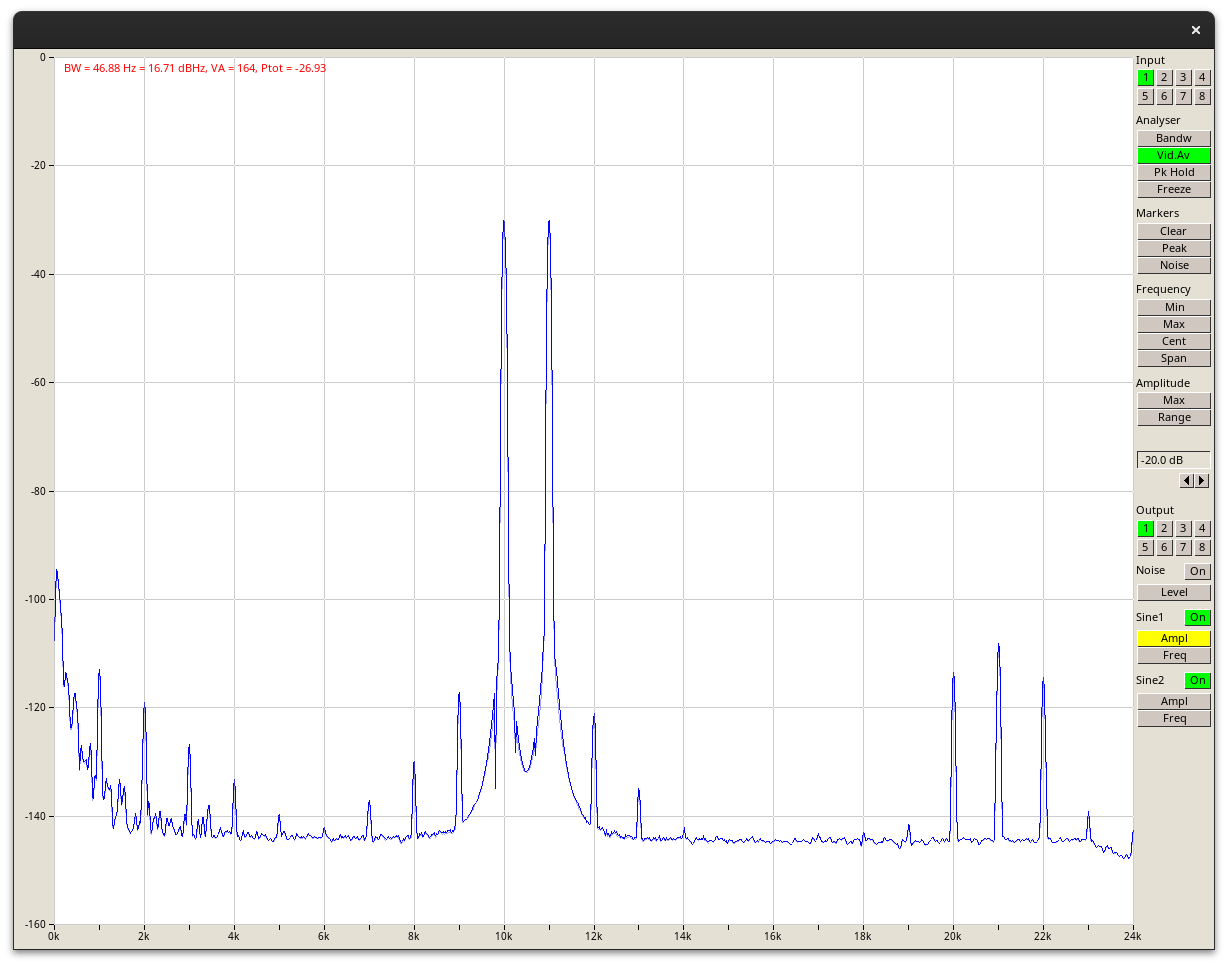 BW = 46.88 Hz = 16.71 dBHz, VA = 164, Ptot = -26.93
0
-20
-40
-60
-80
-100
-120
-140
-160
0k 2k 4k 6k 8k 10k 12k 14k 16k 18k 20k 22k 24k
Input
1 2 3 4
5 6 7 8
Analyser
Bandw
Vid.Av
Pk Hold
Freeze
Markers
Clear
Peak
Noise
Frequency
Min
Max
Cent
Span
Amplitude
Max
Range
-20.0 dB
Output
1 2 3 4
5 6 7 8
Noise On
Level
Sine1 On
Ampl
Freq
Sine2 On
Ampl
Freq